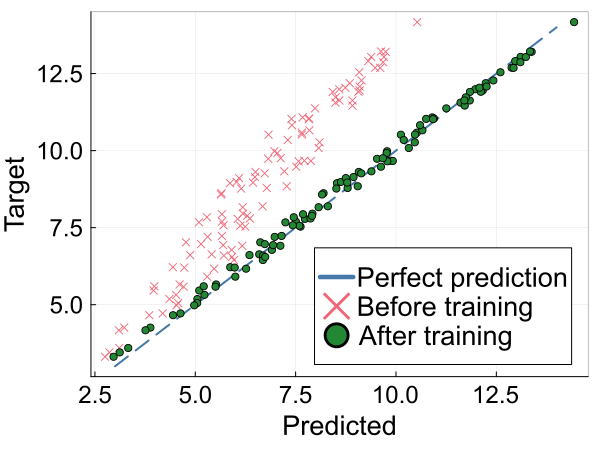 12.5
10.0
7.5
5.0
Target
2.5 5.0 7.5 10.0 12.5
Predicted
Perfect prediction
Before training
After training